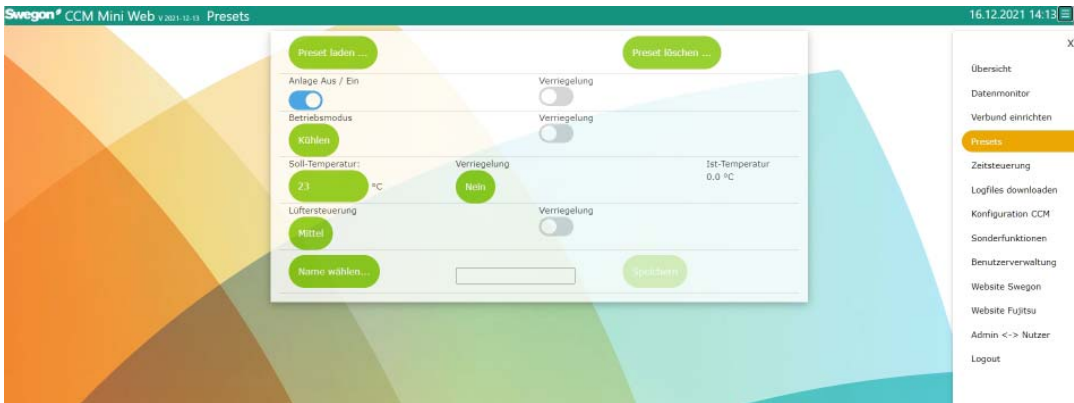 Swegon CCM Mini Web V 2021-12-13 Presets 16.12.2021 14:13
Preset laden ... Preset löschen ...
Anlage Aus / Ein Verriegelung
Betriebsmodus Verriegelung
Kühlen
Soll-Temperatur: Verriegelung Ist-Temperatur
23 °C Nein 0.0 °C
Lüftersteuerung Verriegelung
Mittel
Name wählen... Speichern
X
Übersicht
Datenmonitor
Verbund einrichten
Presets
Zeitsteuerung
Logfiles downloaden
Konfiguration CCM
Sonderfunktionen
Benutzerverwaltung
Website Swegon
Website Fujitsu
Admin <-> Nutzer
Logout